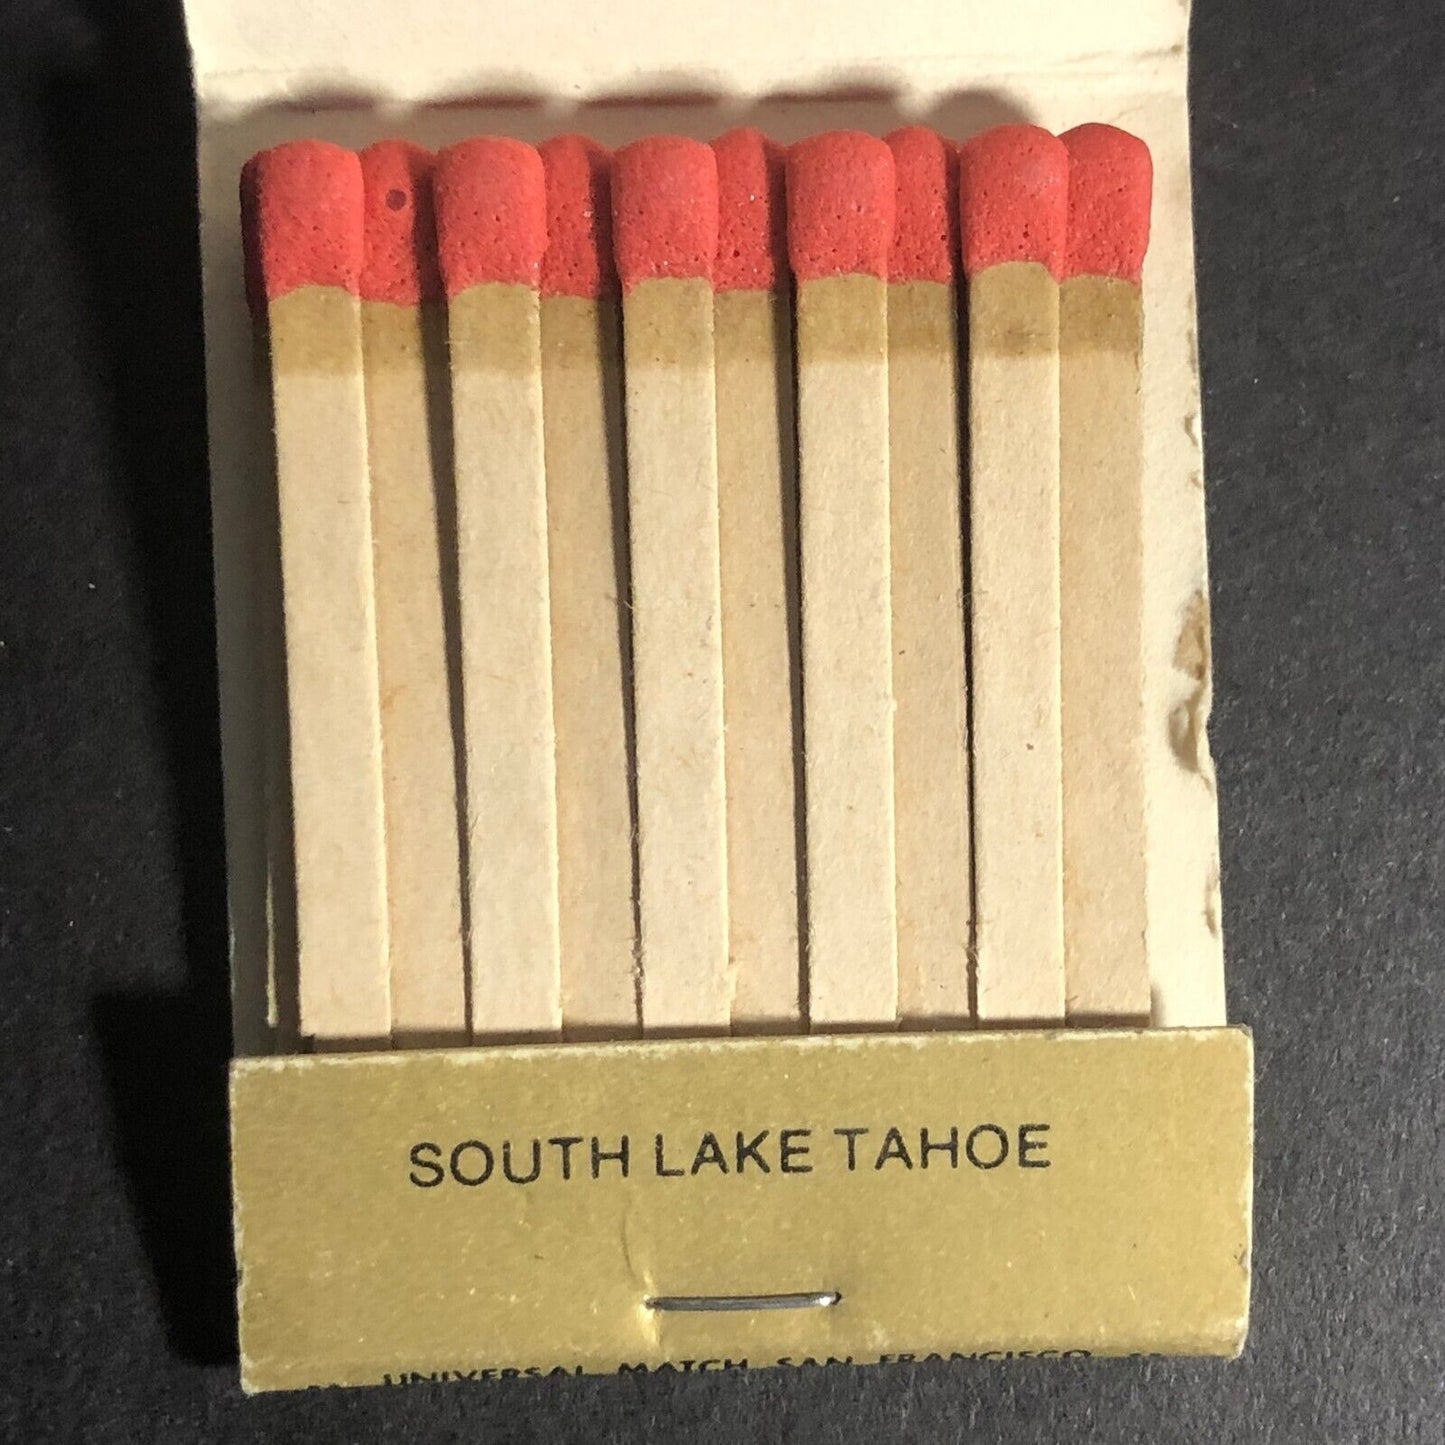 SOUTH LAKE TAHOE
UNIVERSAL MATCH SAN FRANCISCO